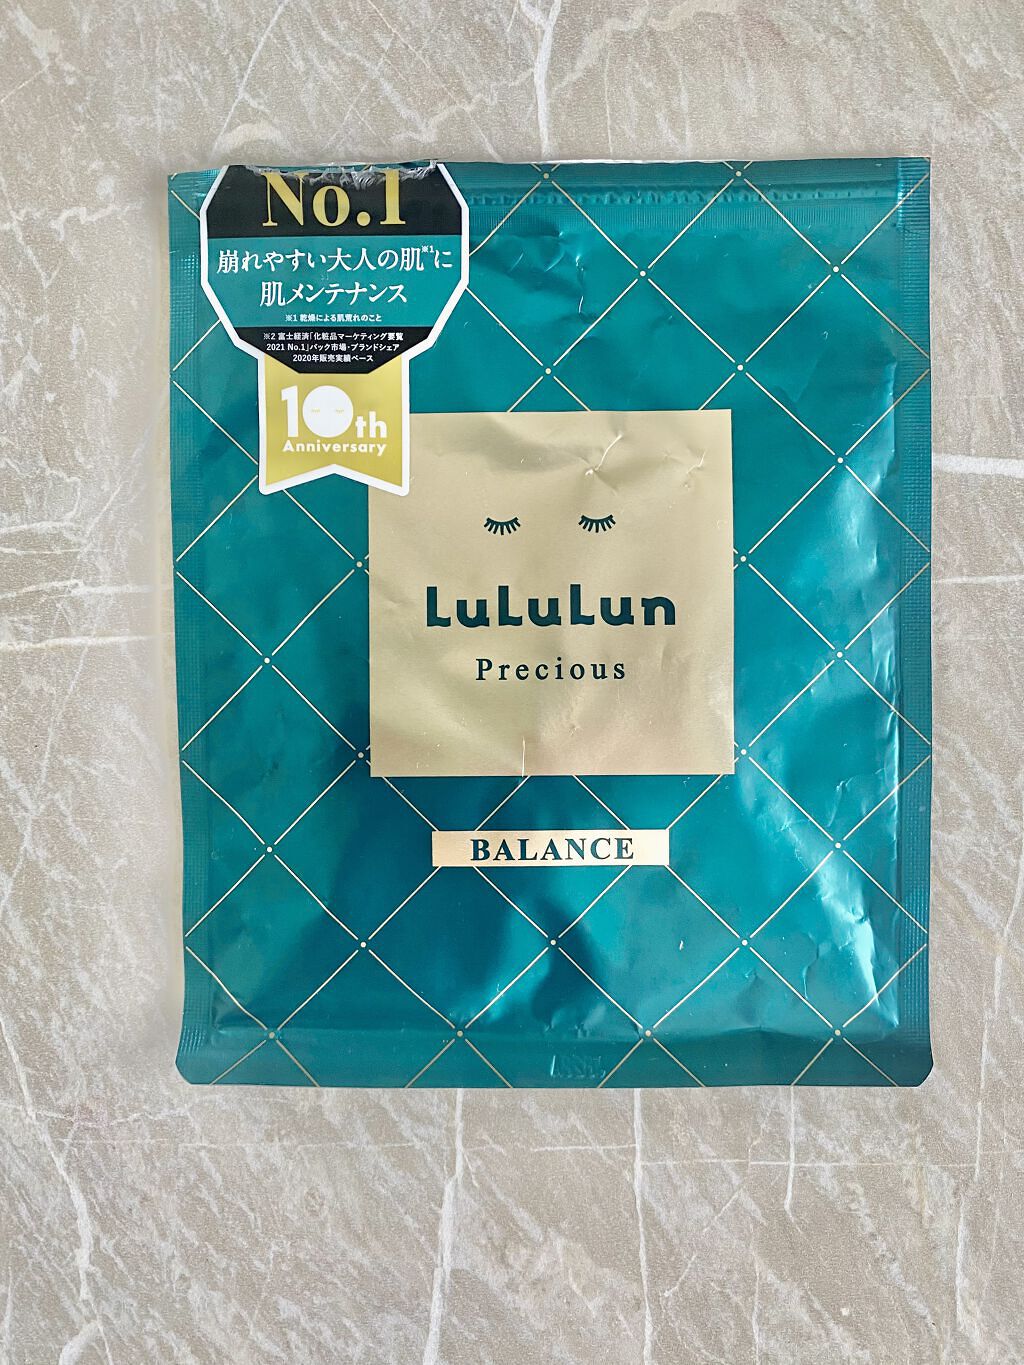 No.1
崩れやすい大人の肌※1に
肌メンテナンス
※1 乾燥による肌荒れのこと
※2 富士経済「化粧品マーケティング要覧
2021 No.1」パック市場・ブランドシェア
2020年販売実績ベース
10th
Anniversary
LuLuLun
Precious
BALANCE